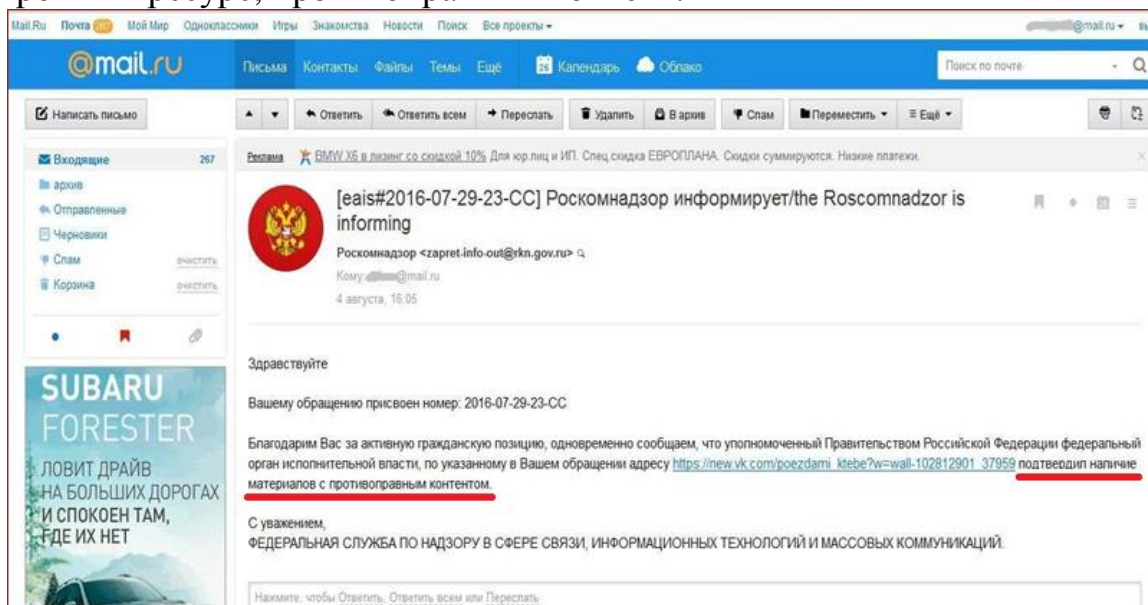 Mail.Ru Почта Мой Мир Одноклассники Игры Знакомства Новости Поиск Все проекты
@mail.ru
@mail.ru Письма Контакты Файлы Темы Ещё 26 Календарь Облако Поиск по почте
Написать письмо Ответить Ответить всем Переслать Удалить В архив Спам Переместить Ещё
Входящие 267
архив
Отправленные
Черновики
Спам очистить
Корзина очистить
Реклама BMW X6 в лизинг со скидкой 10% Для юр.лиц и ИП. Спец.скидка ЕВРОПЛАНА. Скидки суммируются. Низкие платежи.
[eais#2016-07-29-23-CC] Роскомнадзор информирует/the Roscomnadzor is
informing
Роскомнадзор <zapret-info-out@rkn.gov.ru>
Кому: @mail.ru
4 августа, 16:05
Здравствуйте
Вашему обращению присвоен номер: 2016-07-29-23-CC
Благодарим Вас за активную гражданскую позицию, одновременно сообщаем, что уполномоченный Правительством Российской Федерации федеральный
орган исполнительной власти, по указанному в Вашем обращении адресу https://new.vk.com/poezdami_ktebe?w=wall-102812901_37959 подтвердил наличие
материалов с противоправным контентом.
С уважением,
ФЕДЕРАЛЬНАЯ СЛУЖБА ПО НАДЗОРУ В СФЕРЕ СВЯЗИ, ИНФОРМАЦИОННЫХ ТЕХНОЛОГИЙ И МАССОВЫХ КОММУНИКАЦИЙ.
Нажмите, чтобы Ответить, Ответить всем или Переслать
SUBARU
FORESTER
ЛОВИТ ДРАЙВ
НА БОЛЬШИХ ДОРОГАХ
И СПОКОЕН ТАМ,
ГДЕ ИХ НЕТ